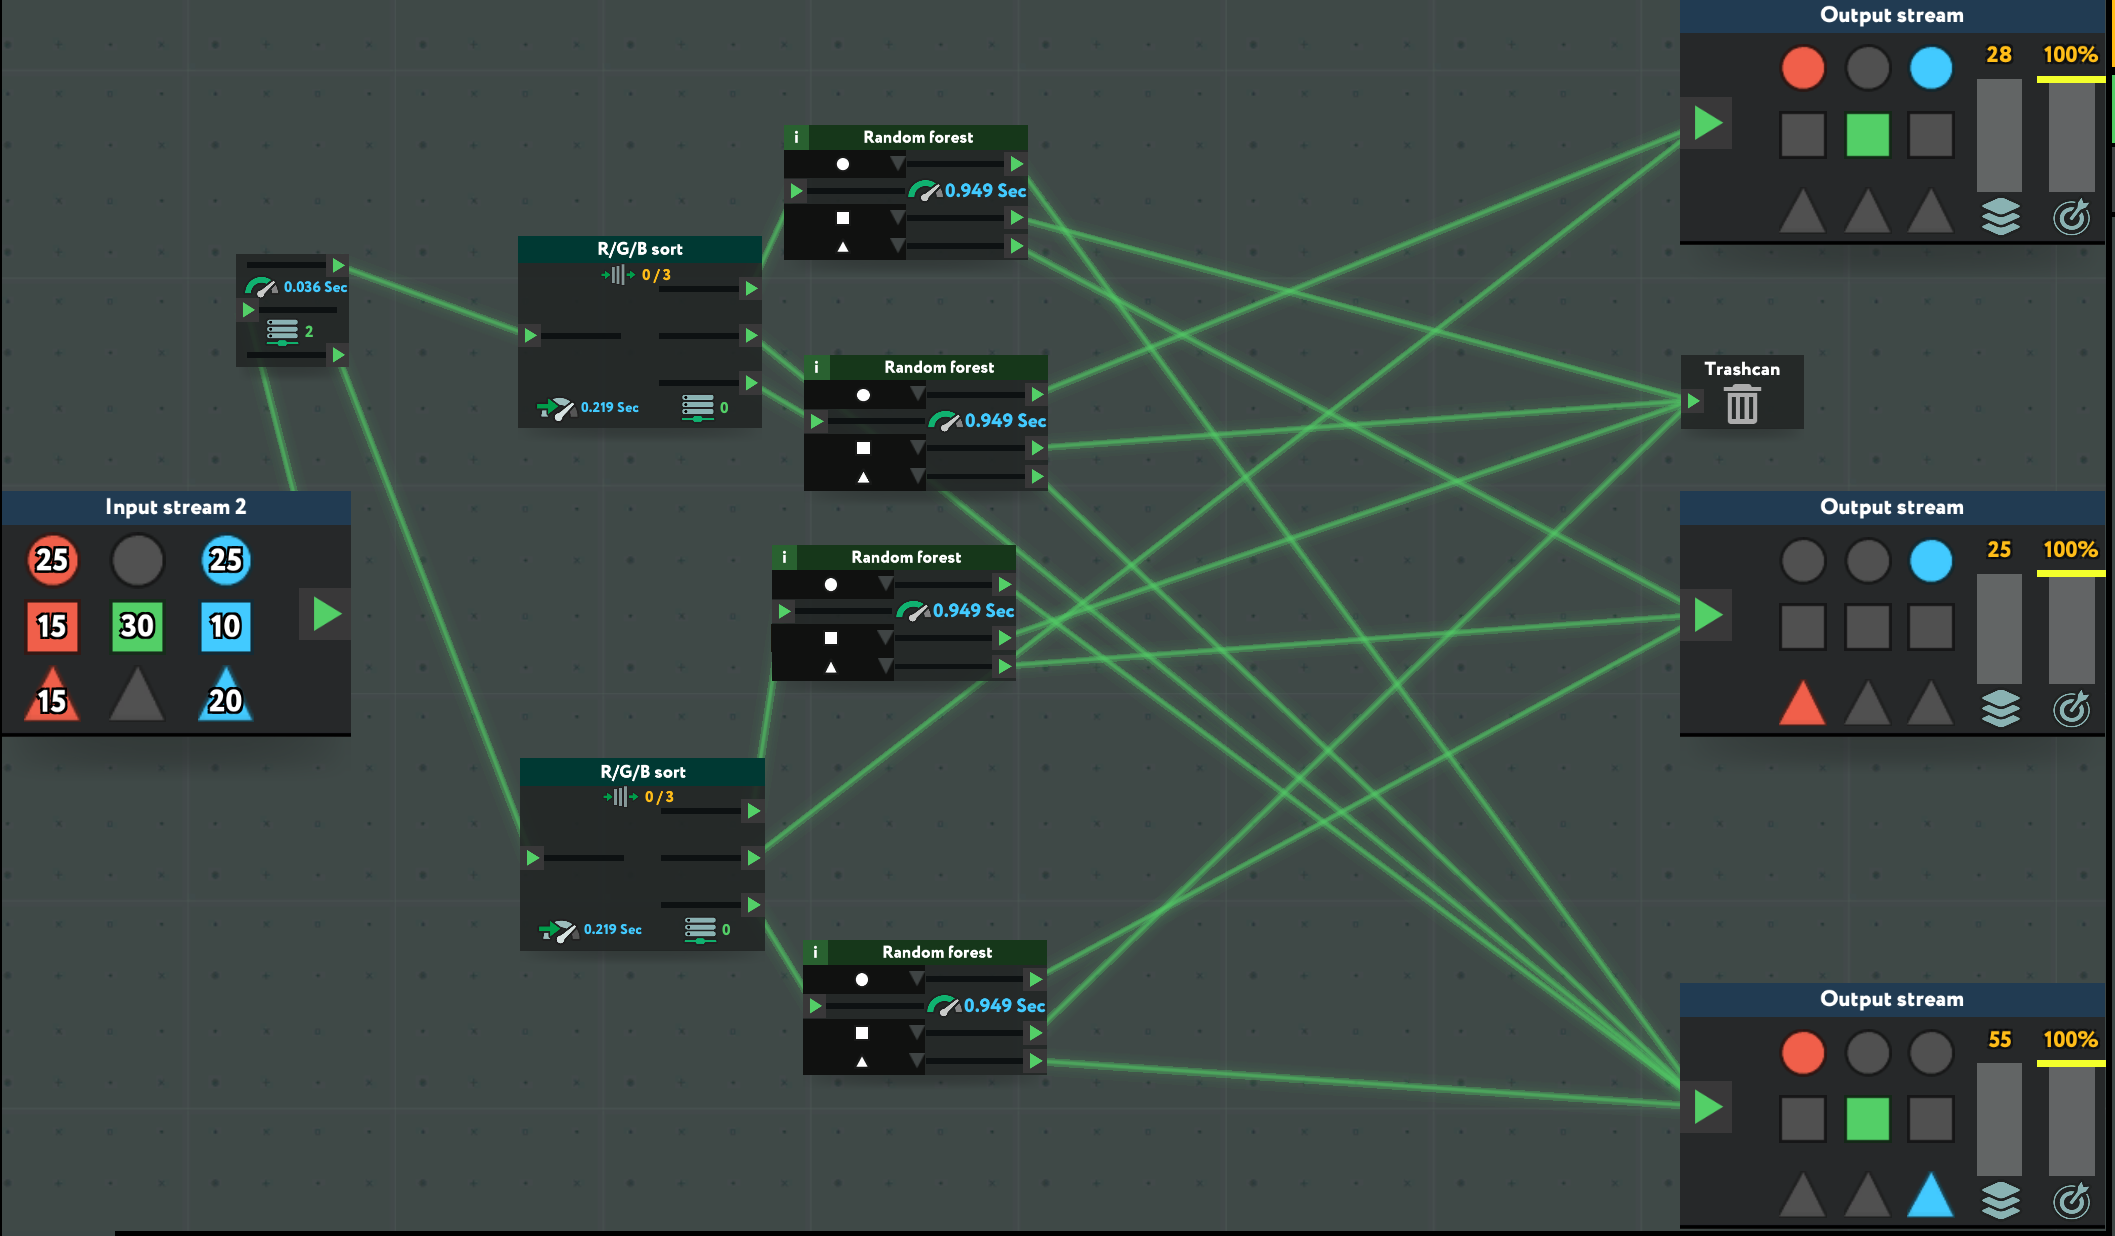 Output stream
28 100%
i Random forest
0.949 Sec
R/G/B sort
0/3
0.036 Sec
2
0.219 Sec 0
i Random forest
0.949 Sec
Trashcan
Input stream 2
25 25
15 30 10
15 20
Output stream
25 100%
i Random forest
0.949 Sec
R/G/B sort
0/3
0.219 Sec 0
i Random forest
0.949 Sec
Output stream
55 100%